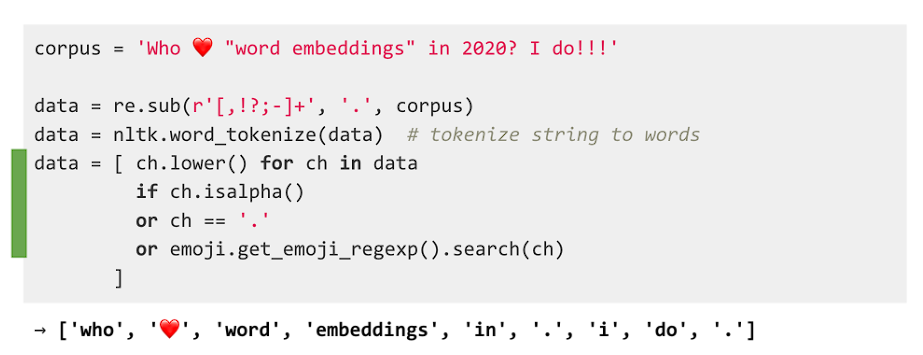 corpus = 'Who ❤️ "word embeddings" in 2020? I do!!!'
data = re.sub(r'[,!?;-]+', '.', corpus)
data = nltk.word_tokenize(data)  # tokenize string to words
data = [ ch.lower() for ch in data
         if ch.isalpha()
         or ch == '.'
         or emoji.get_emoji_regexp().search(ch)
       ]
→ ['who', '❤️', 'word', 'embeddings', 'in', '.', 'i', 'do', '.']